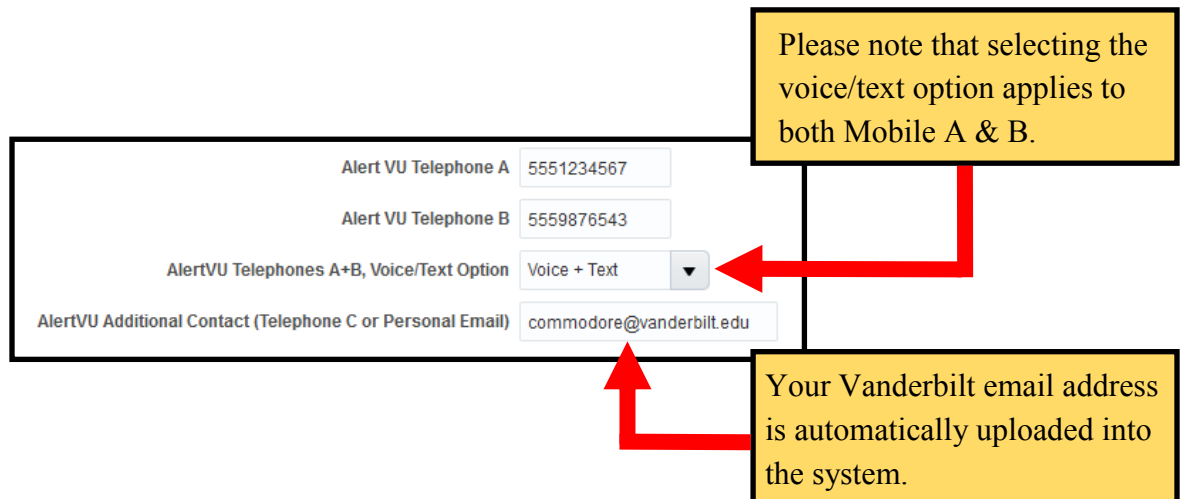 Please note that selecting the
voice/text option applies to
both Mobile A & B.
Alert VU Telephone A 5551234567
Alert VU Telephone B 5559876543
AlertVU Telephones A+B, Voice/Text Option Voice + Text
AlertVU Additional Contact (Telephone C or Personal Email) commodore@vanderbilt.edu
Your Vanderbilt email address
is automatically uploaded into
the system.